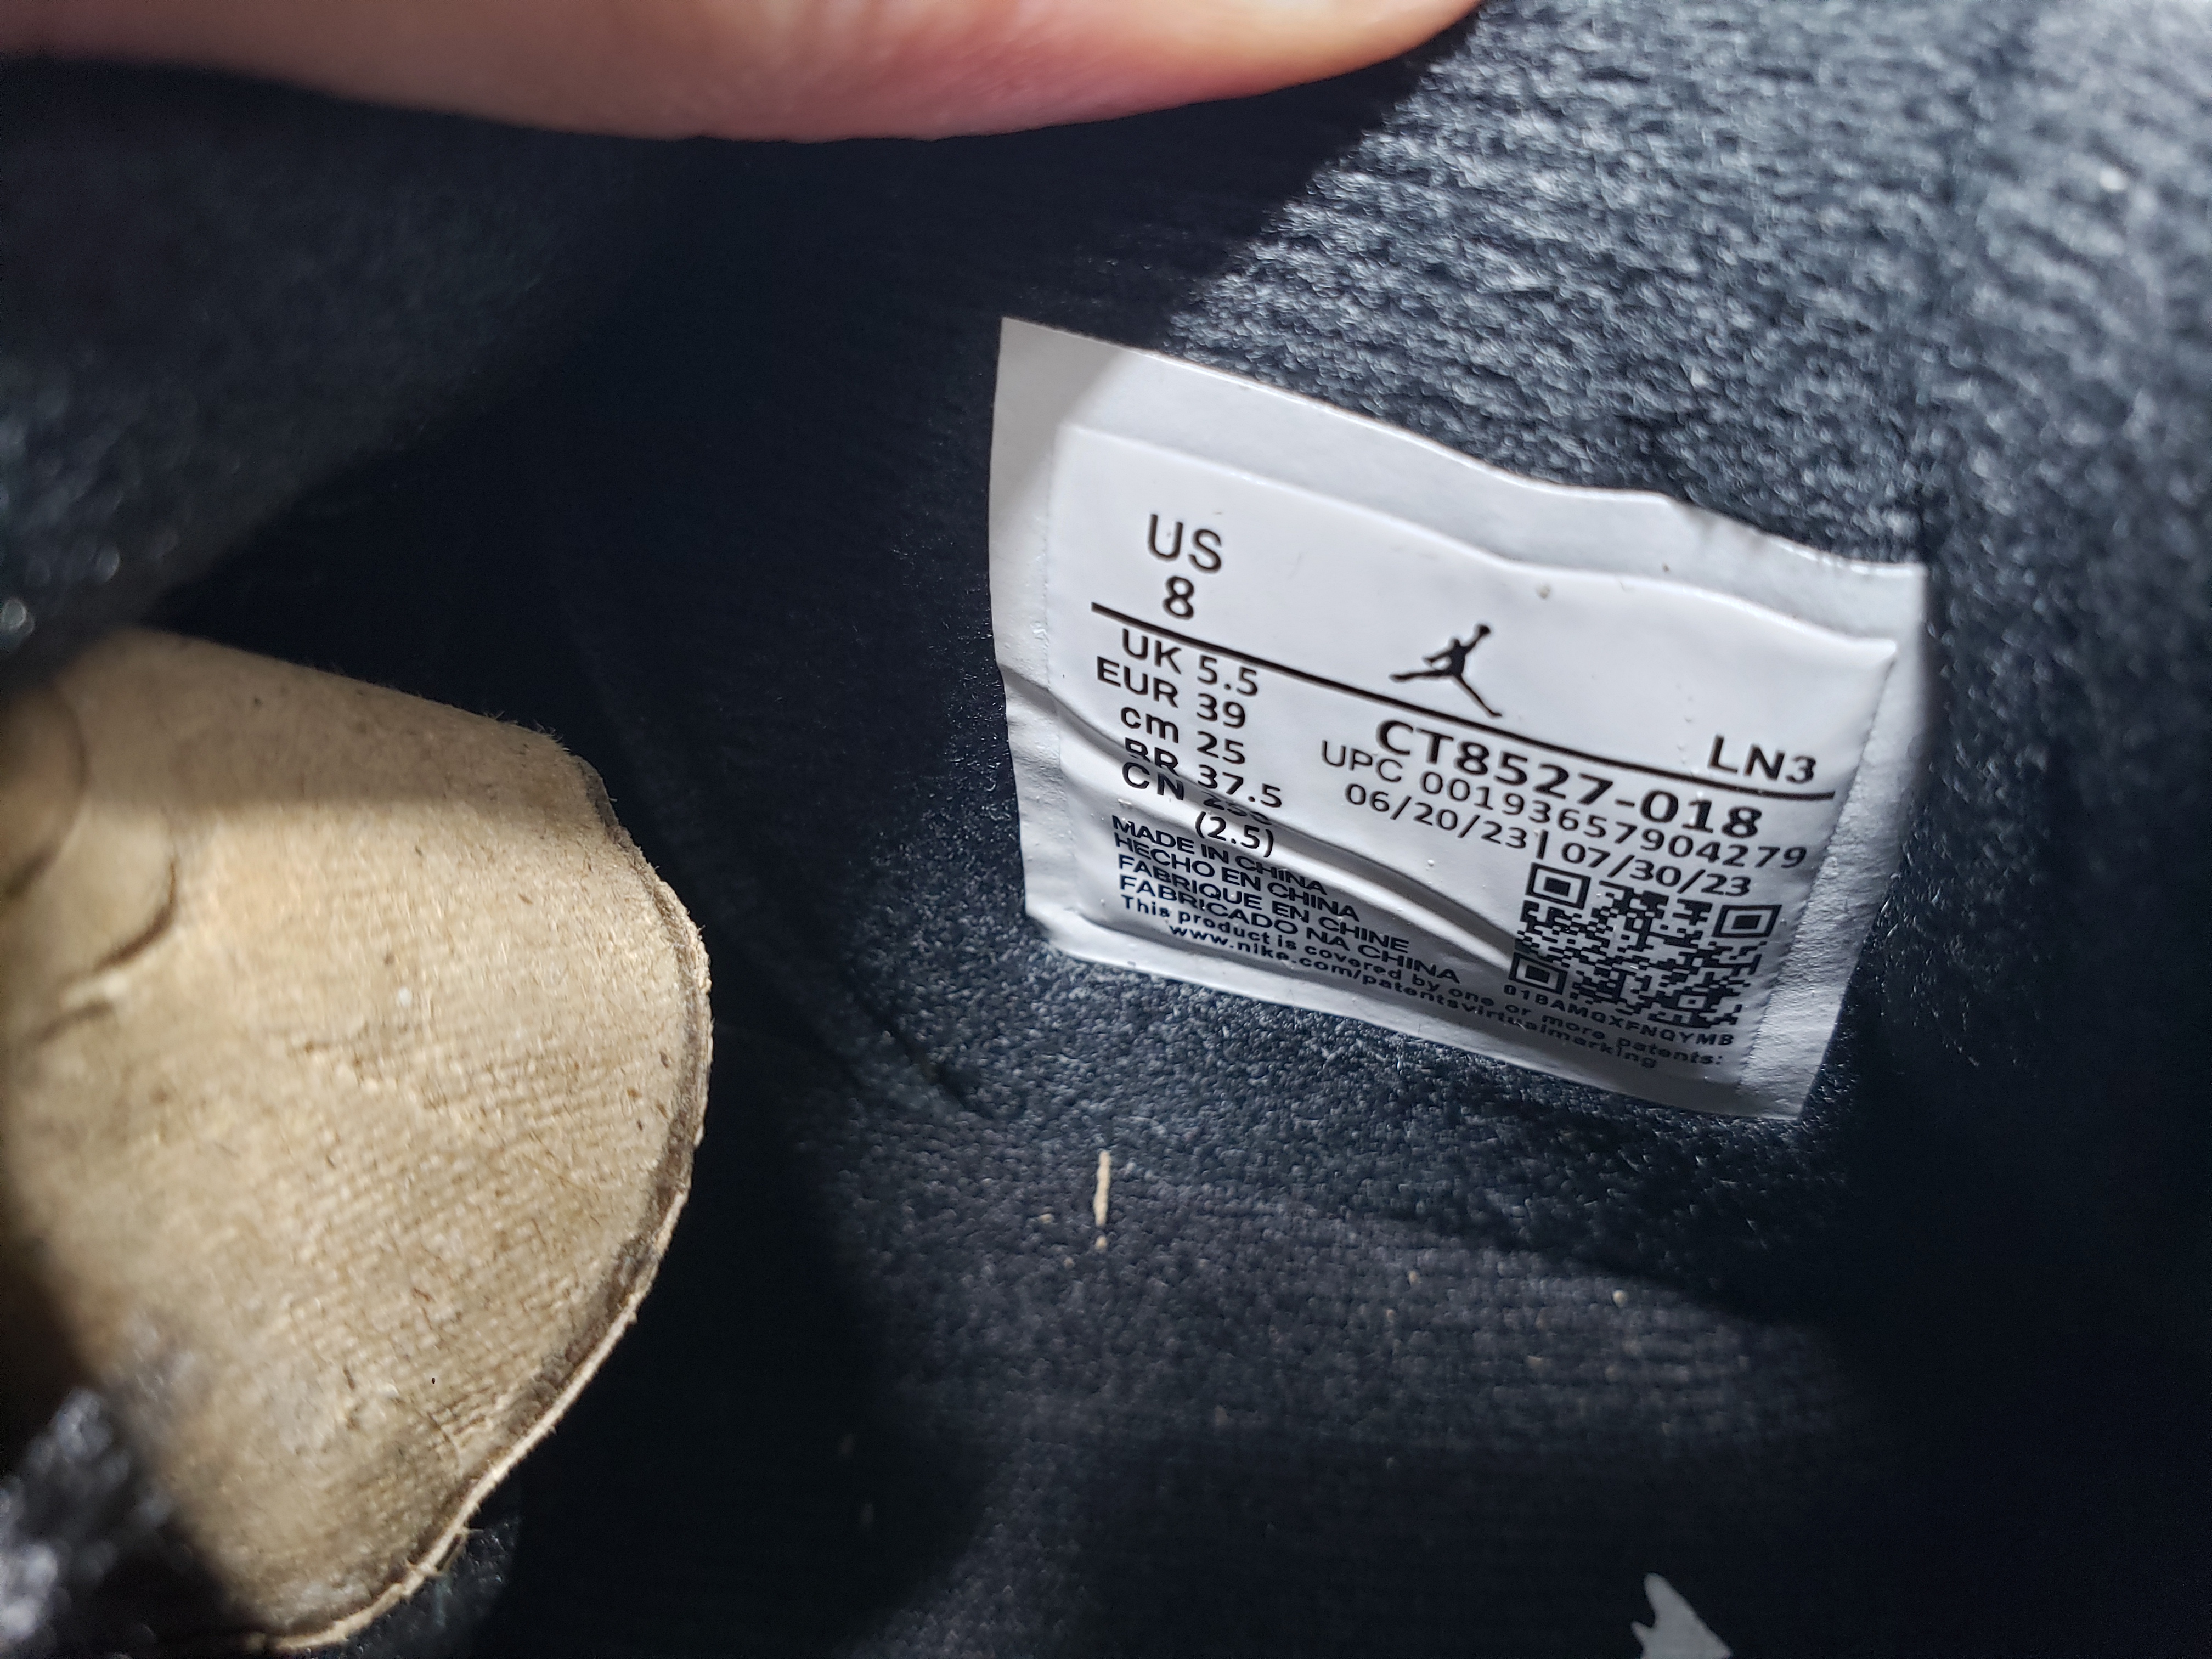 US
8
LN3
UK 5.5
EUR 39
cm 25
BR 37.5
CN
(2.5)
CT8527-018
UPC 00193657904279
06/20/23 | 07/30/23
MADE IN CHINA
HECHO EN CHINA
FABRIQUE EN CHINE
FABRICADO NA CHINA
01BAMQXFNQYMB
This product is covered by one or more patents:
www.nike.com/patentsvirtualmarking